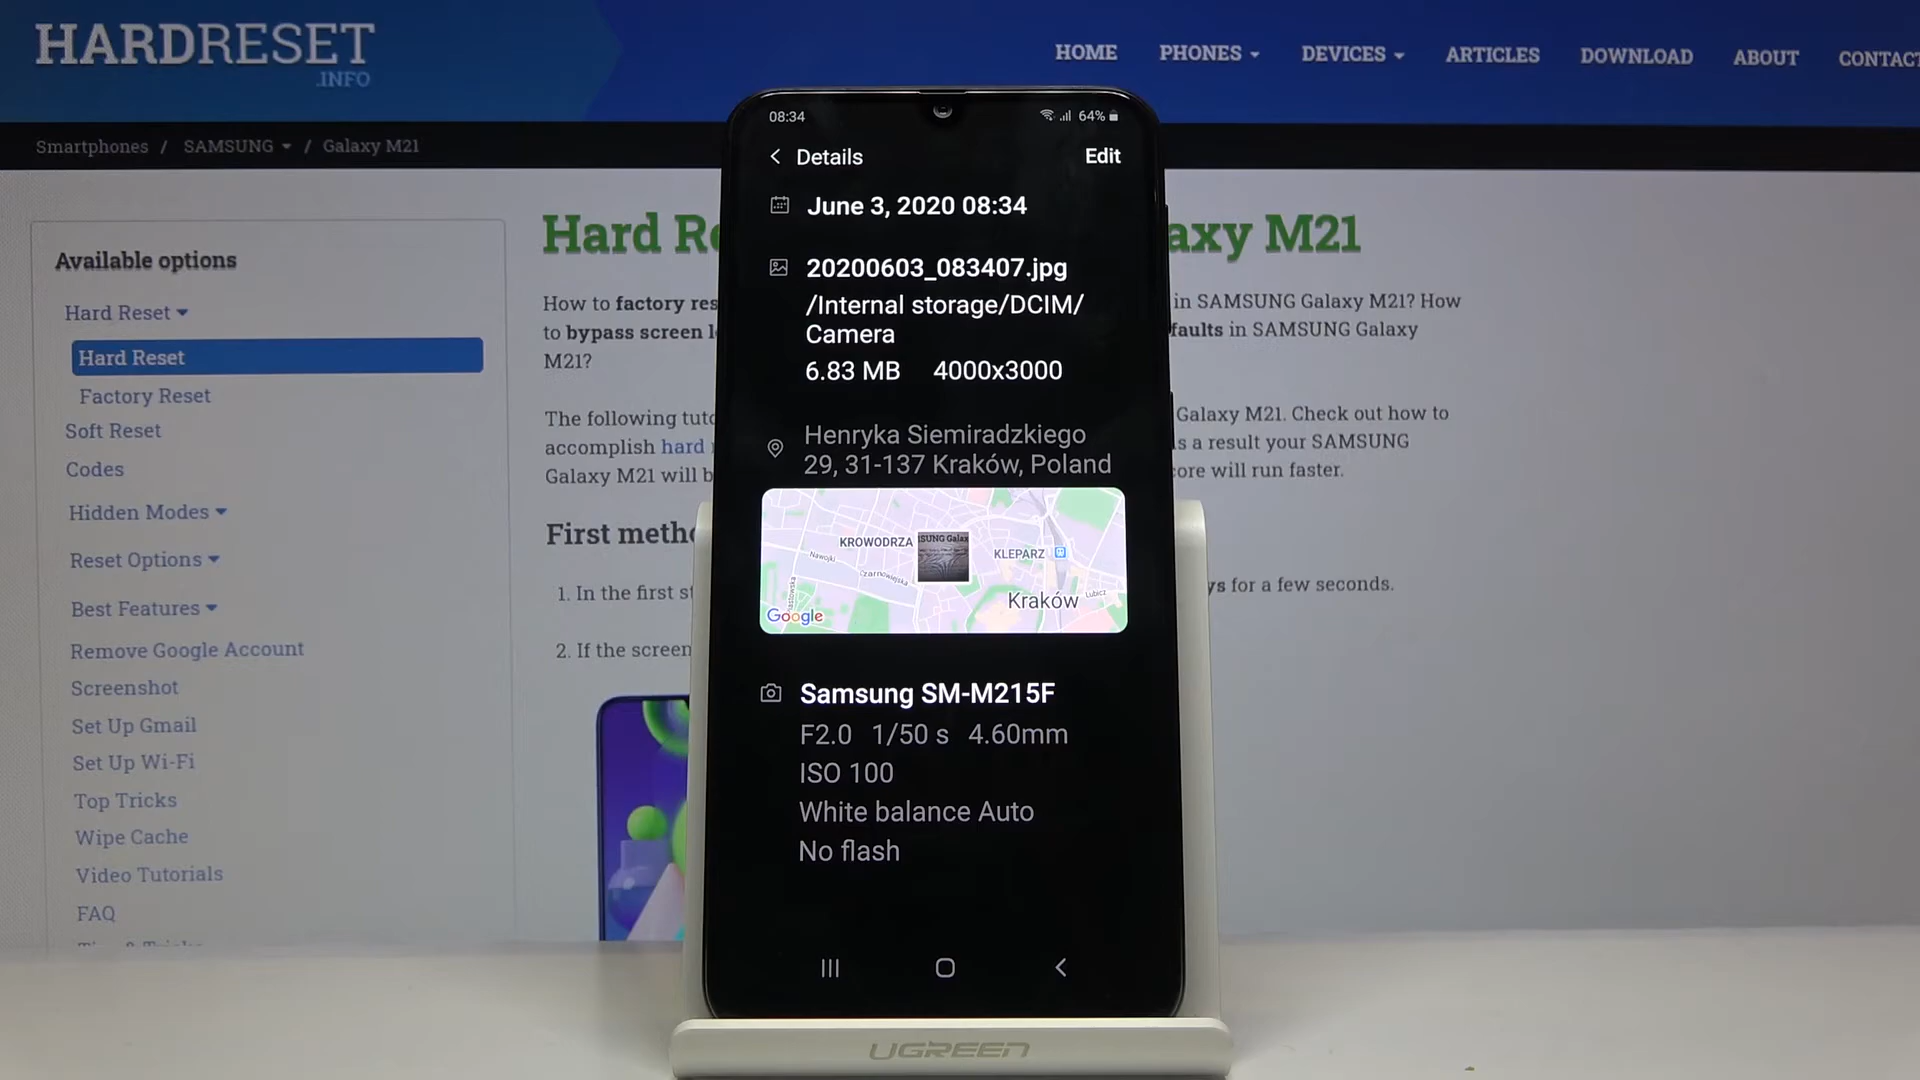 HARDRESET
.INFO
HOME PHONES DEVICES ARTICLES DOWNLOAD ABOUT CONTACT
Smartphones / SAMSUNG / Galaxy M21
Available options
Hard Reset
Hard Reset
Factory Reset
Soft Reset
Codes
Hidden Modes
Reset Options
Best Features
Remove Google Account
Screenshot
Set Up Gmail
Set Up Wi-Fi
Top Tricks
Wipe Cache
Video Tutorials
FAQ
Hard axy M21
How to factory in SAMSUNG Galaxy M21? How
to bypass screen faults in SAMSUNG Galaxy
M21?
The following Galaxy M21. Check out how to
accomplish hard s a result your SAMSUNG
Galaxy M21 will core will run faster.
First
1. In the first ys for a few seconds.
2. If the screen
08:34 64%
Details Edit
June 3, 2020 08:34
20200603_083407.jpg
/Internal storage/DCIM/
Camera
6.83 MB 4000x3000
Henryka Siemiradzkiego
29, 31-137 Kraków, Poland
KROWODRZA SUNG Galax KLEPARZ
Nawojki
Czarnowiejska
Kraków Lubicz
Google
Samsung SM-M215F
F2.0 1/50 s 4.60mm
ISO 100
White balance Auto
No flash
UGREEN